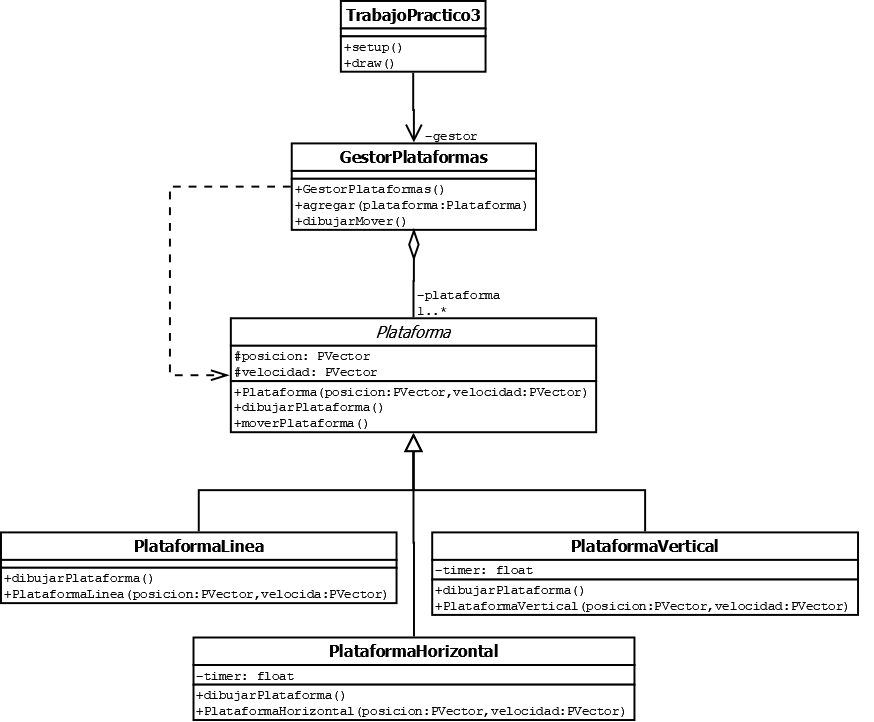 TrabajoPractico3
+setup()
+draw()
-gestor
GestorPlataformas
+GestorPlataformas()
+agregar(plataforma:Plataforma)
+dibujarMover()
-plataforma
1..*
Plataforma
#posicion: PVector
#velocidad: PVector
+Plataforma(posicion:PVector,velocidad:PVector)
+dibujarPlataforma()
+moverPlataforma()
PlataformaLinea
+dibujarPlataforma()
+PlataformaLinea(posicion:PVector,velocida:PVector)
PlataformaVertical
-timer: float
+dibujarPlataforma()
+PlataformaVertical(posicion:PVector,velocidad:PVector)
PlataformaHorizontal
-timer: float
+dibujarPlataforma()
+PlataformaHorizontal(posicion:PVector,velocidad:PVector)